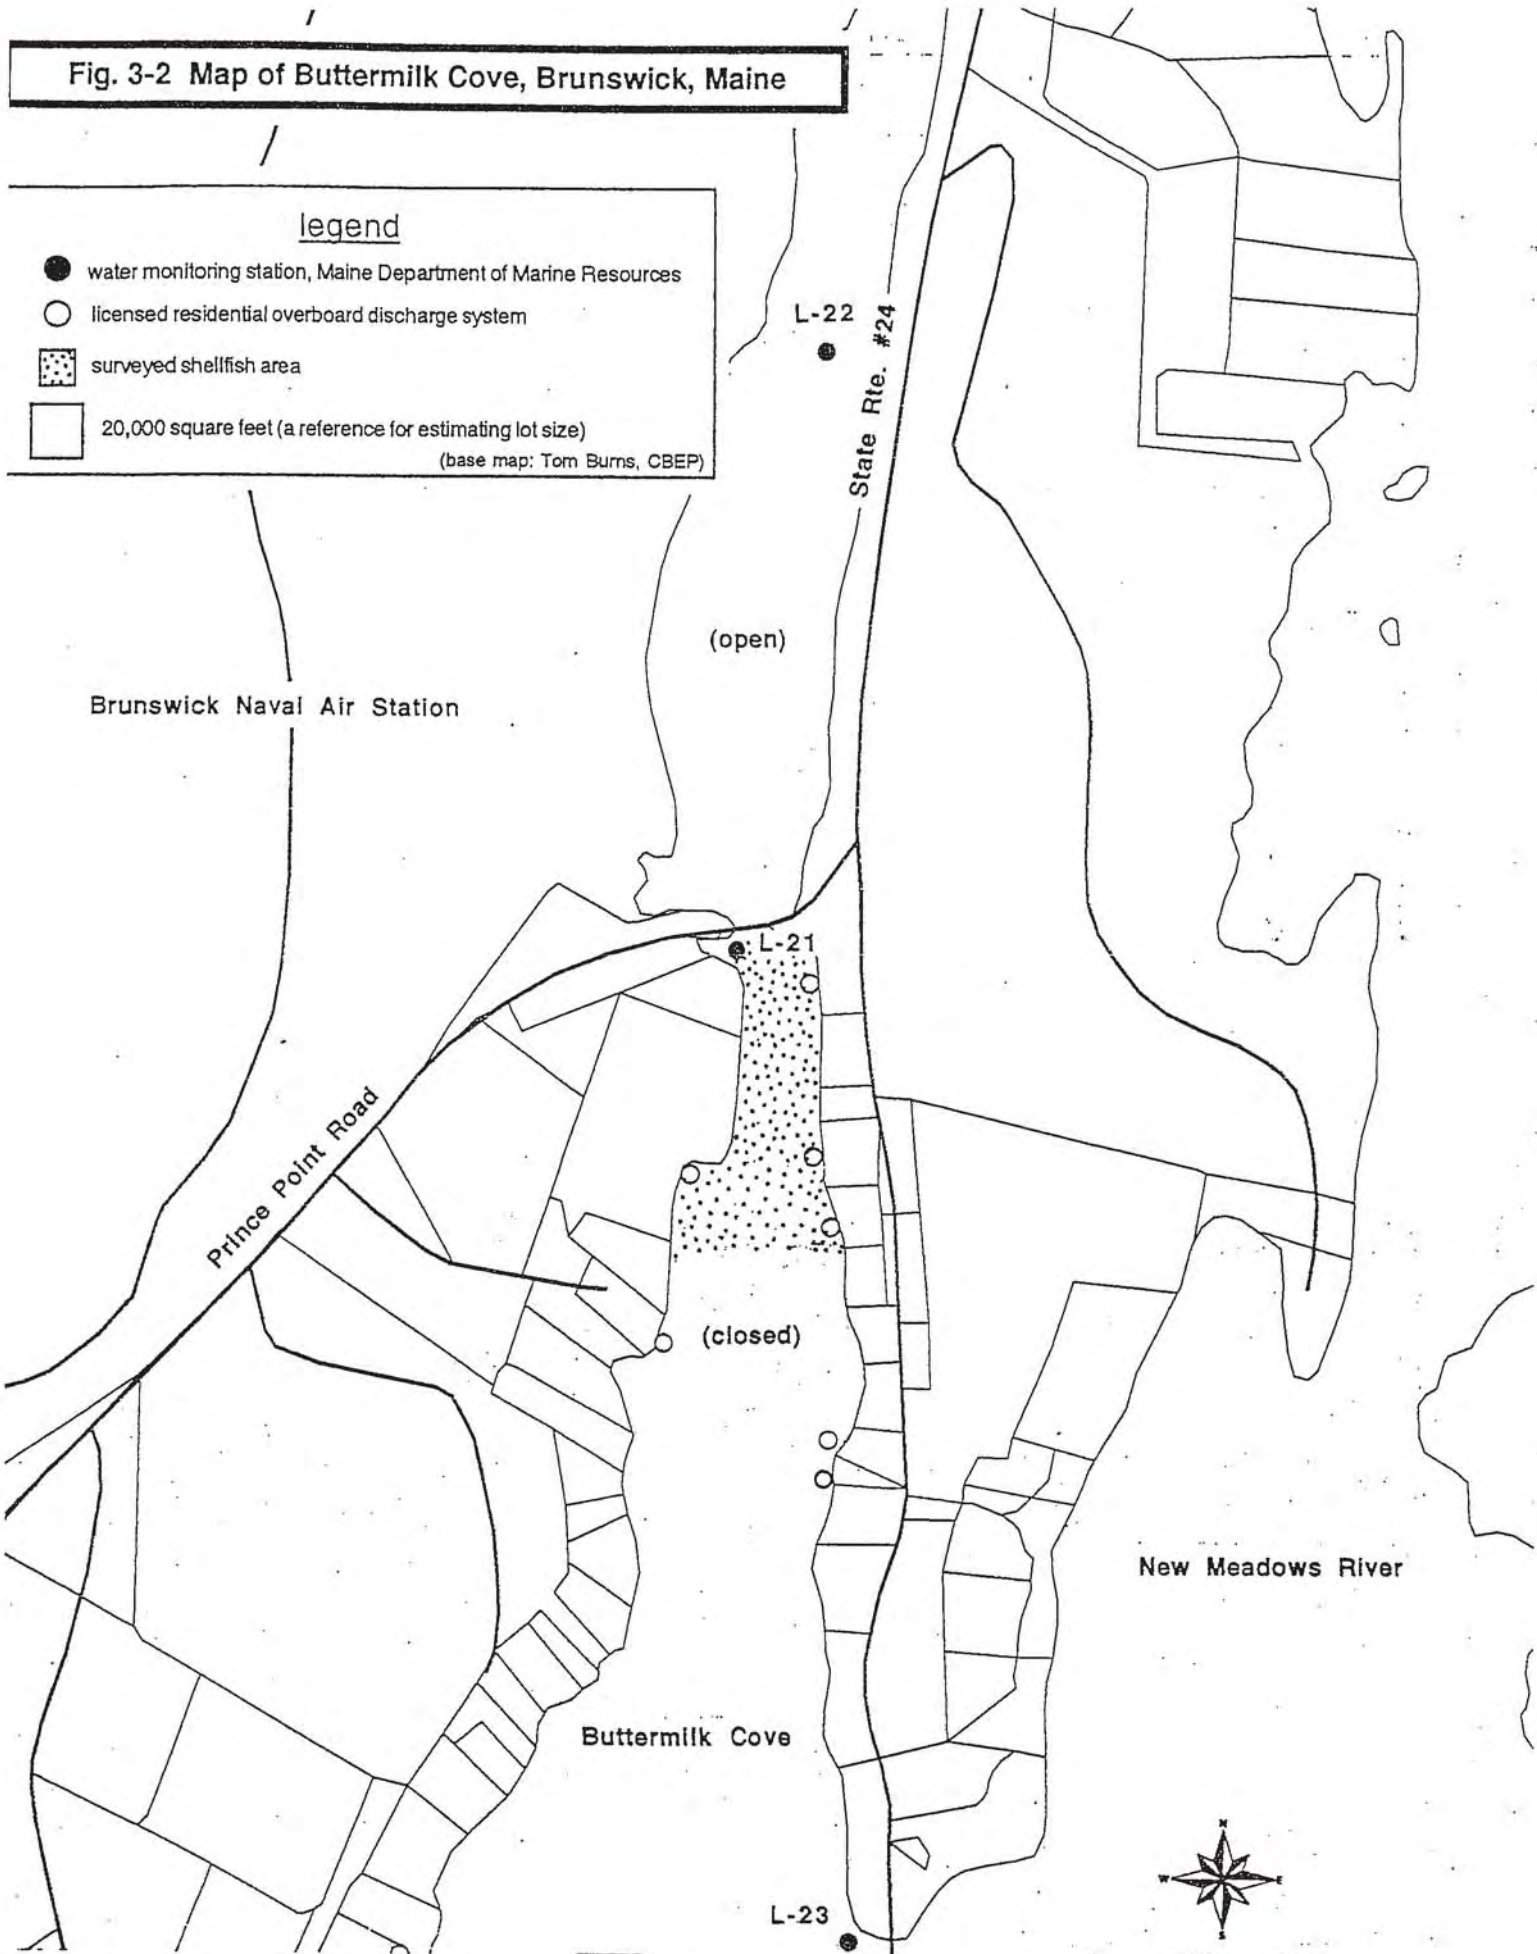 Fig. 3-2 Map of Buttermilk Cove, Brunswick, Maine
legend
water monitoring station, Maine Department of Marine Resources
licensed residential overboard discharge system
surveyed shellfish area
20,000 square feet (a reference for estimating lot size)
(base map: Tom Burns, CBEP)
L-22
State Rte. #24
(open)
Brunswick Naval Air Station
L-21
Prince Point Road
(closed)
New Meadows River
Buttermilk Cove
N
W E
S
L-23